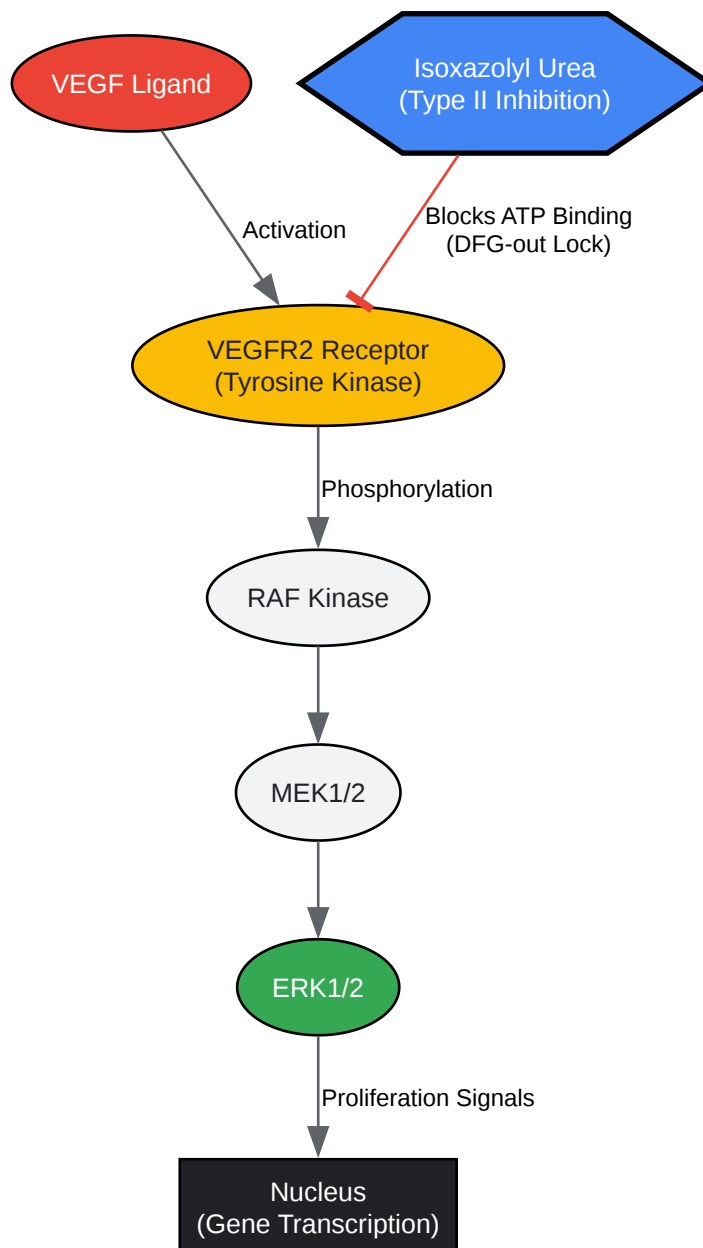 VEGF Ligand
Isoxazolyl Urea
(Type II Inhibition)
Activation
Blocks ATP Binding
(DFG-out Lock)
VEGFR2 Receptor
(Tyrosine Kinase)
Phosphorylation
RAF Kinase
MEK1/2
ERK1/2
Proliferation Signals
Nucleus
(Gene Transcription)